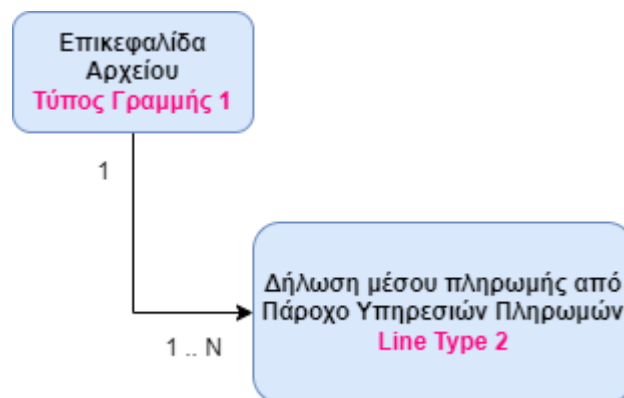 Επικεφαλίδα
Αρχείου
Τύπος Γραμμής 1
1
Δήλωση μέσου πληρωμής από
Πάροχο Υπηρεσιών Πληρωμών
Line Type 2
1 .. N